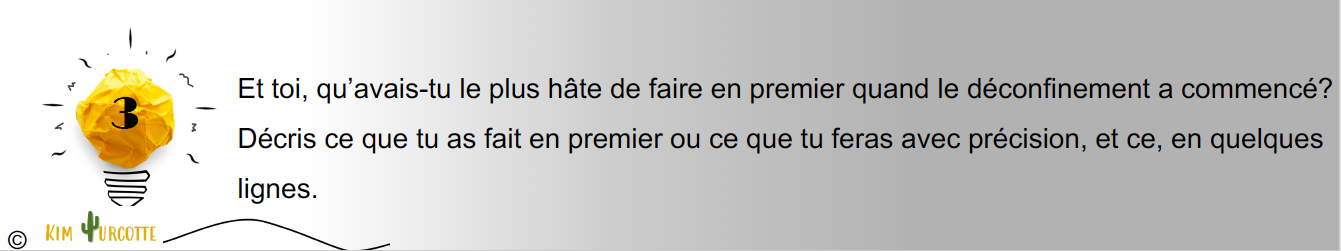 3
Et toi, qu'avais-tu le plus hâte de faire en premier quand le déconfinement a commencé?
Décris ce que tu as fait en premier ou ce que tu feras avec précision, et ce, en quelques
lignes.
© KIM TURCOTTE